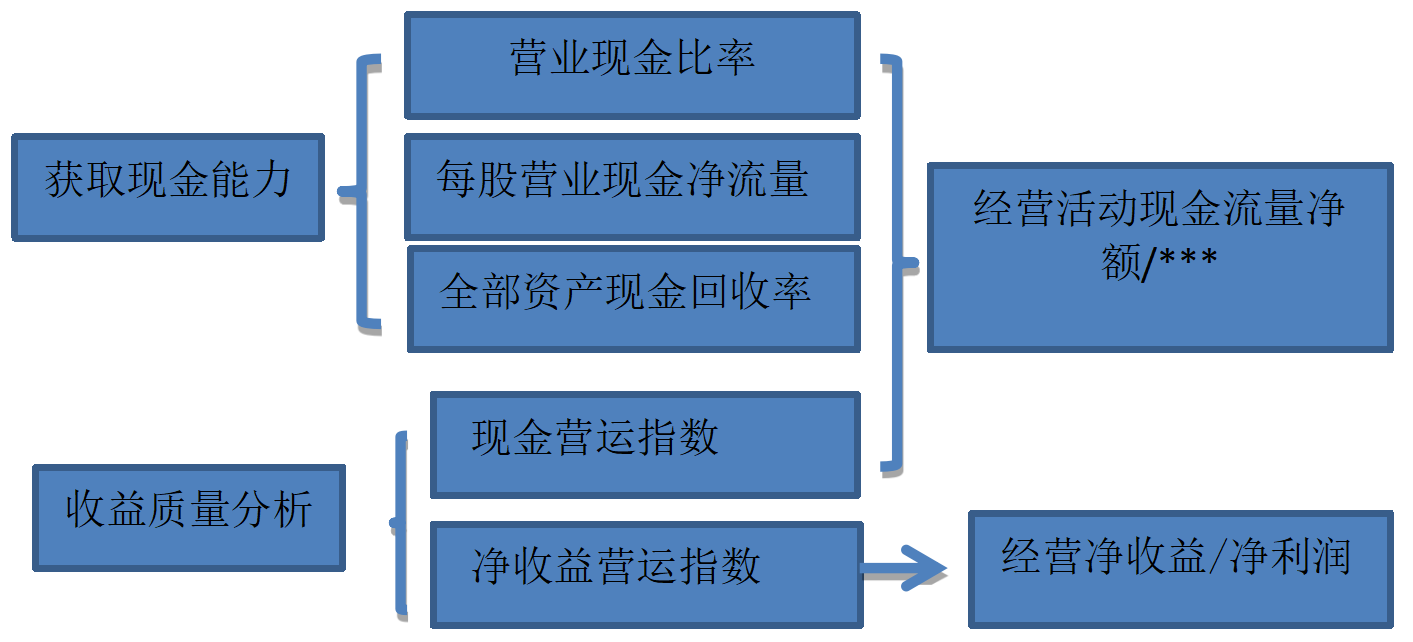 获取现金能力
营业现金比率
每股营业现金净流量
全部资产现金回收率
经营活动现金流量净
额/***
收益质量分析
现金营运指数
净收益营运指数
经营净收益/净利润